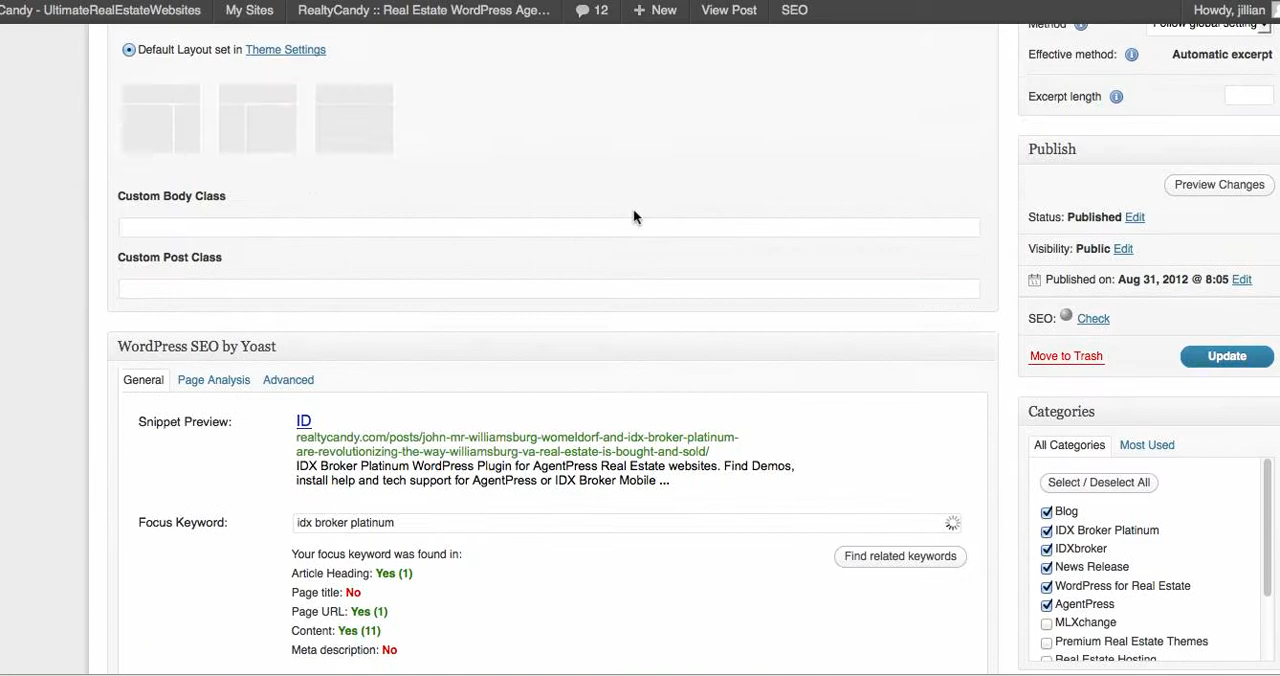 Candy - UltimateRealEstateWebsites My Sites RealtyCandy :: Real Estate WordPress Age... 12 + New View Post SEO Howdy, jillian
Default Layout set in Theme Settings
Custom Body Class
Custom Post Class
WordPress SEO by Yoast
General Page Analysis Advanced
Snippet Preview: ID
realtycandy.com/posts/john-mr-williamsburg-womeldorf-and-idx-broker-platinum-
are-revolutionizing-the-way-williamsburg-va-real-estate-is-bought-and-sold/
IDX Broker Platinum WordPress Plugin for AgentPress Real Estate websites. Find Demos,
install help and tech support for AgentPress or IDX Broker Mobile ...
Focus Keyword: idx broker platinum
Your focus keyword was found in: Find related keywords
Article Heading: Yes (1)
Page title: No
Page URL: Yes (1)
Content: Yes (11)
Meta description: No
Method Follow global setting
Effective method: Automatic excerpt
Excerpt length
Publish
Preview Changes
Status: Published Edit
Visibility: Public Edit
Published on: Aug 31, 2012 @ 8:05 Edit
SEO: Check
Move to Trash Update
Categories
All Categories Most Used
Select / Deselect All
Blog
IDX Broker Platinum
IDXbroker
News Release
WordPress for Real Estate
AgentPress
MLXchange
Premium Real Estate Themes
Real Estate Hosting